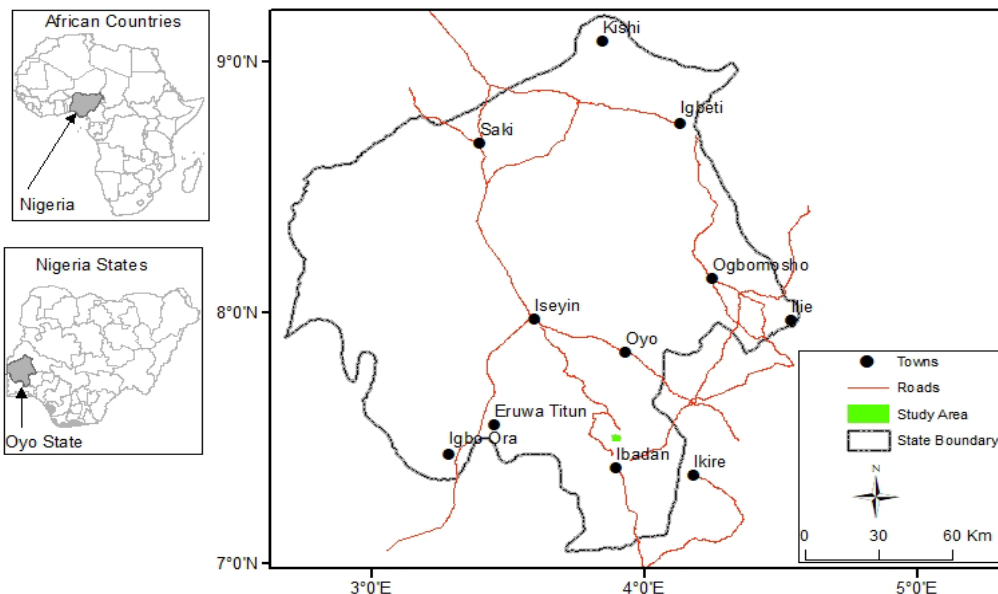 African Countries
Nigeria
Nigeria States
Oyo State
9°0'N
8°0'N
7°0'N
3°0'E
4°0'E
5°0'E
Kishi
Igbeti
Saki
Ogbomosho
Ilie
Iseyin
Oyo
Eruwa Titun
Igbo Ora
Ibadan
Ikire
Towns
Roads
Study Area
State Boundary
N
0 30 60 Km